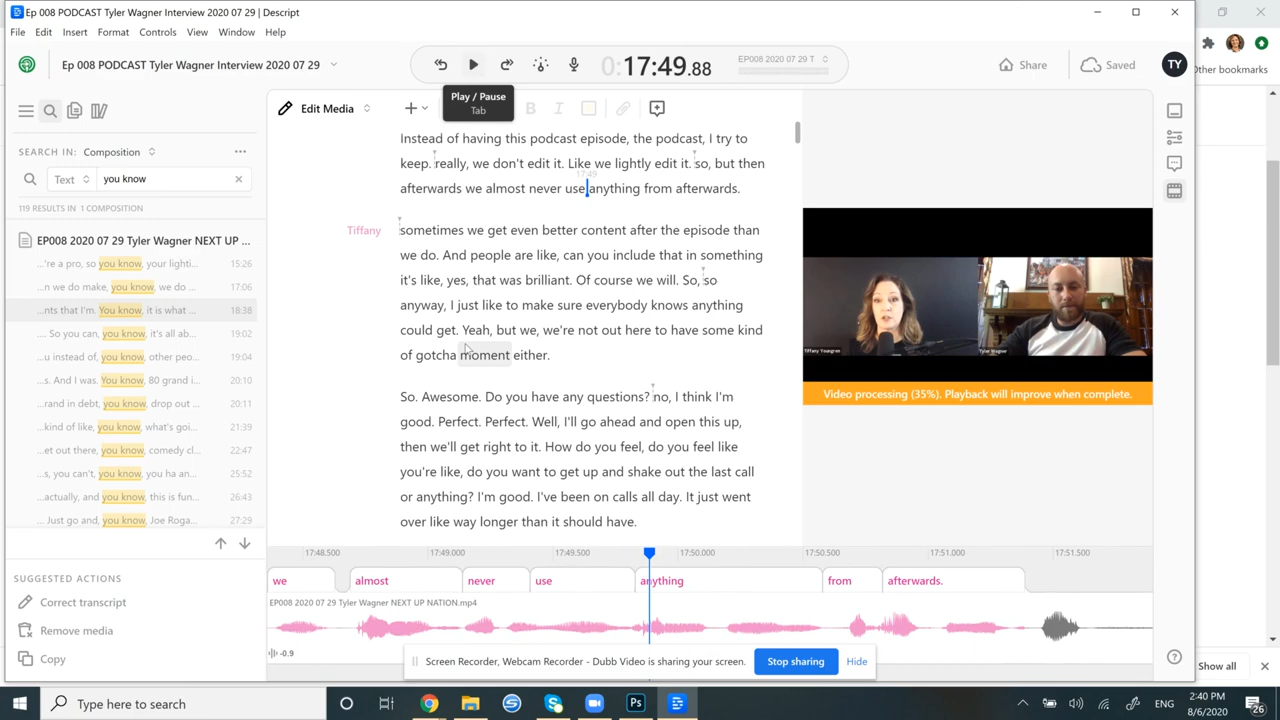 Ep 008 PODCAST Tyler Wagner Interview 2020 07 29 | Descript
File Edit Insert Format Controls View Window Help
Ep 008 PODCAST Tyler Wagner Interview 2020 07 29
0:17:49.88
EP008 2020 07 29 T
Share
Saved
TY
Other bookmarks
Play / Pause
Tab
Edit Media
B I
SEARCH IN: Composition
Text
you know
119 RESULTS IN 1 COMPOSITION
EP008 2020 07 29 Tyler Wagner NEXT UP ...
...'re a pro, so you know, your lighti... 15:26
...n we do make, you know, we do ... 17:06
...nts that I'm. You know, it is what ... 18:38
... So you can, you know, it's all ab... 19:02
...u instead of, you know, other peo... 19:04
...s. And I was. You know, 80 grand i... 20:10
...rand in debt, you know, drop out ... 20:11
...kind of like, you know, what's goi... 21:39
...et out there, you know, comedy cl... 22:47
...s, you can't, you know, you ha an... 25:52
...actually, and you know, this is fun... 26:43
... Just go and, you know, Joe Roga... 27:29
SUGGESTED ACTIONS
Correct transcript
Remove media
Copy
Instead of having this podcast episode, the podcast, I try to
keep. really, we don't edit it. Like we lightly edit it. so, but then
17:49
afterwards we almost never use anything from afterwards.
Tiffany
sometimes we get even better content after the episode than
we do. And people are like, can you include that in something
it's like, yes, that was brilliant. Of course we will. So, so
anyway, I just like to make sure everybody knows anything
could get. Yeah, but we, we're not out here to have some kind
of gotcha moment either.
So. Awesome. Do you have any questions? no, I think I'm
good. Perfect. Perfect. Well, I'll go ahead and open this up,
then we'll get right to it. How do you feel, do you feel like
you're like, do you want to get up and shake out the last call
or anything? I'm good. I've been on calls all day. It just went
over like way longer than it should have.
Tiffany Youngren
Tyler Wagner
Video processing (35%). Playback will improve when complete.
17:48.500 17:49.000 17:49.500 17:50.000 17:50.500 17:51.000 17:51.500
we almost never use anything from afterwards.
EP008 2020 07 29 Tyler Wagner NEXT UP NATION.mp4
-0.9
Screen Recorder, Webcam Recorder - Dubb Video is sharing your screen.
Stop sharing
Hide
Show all
Type here to search
Ps
ENG
2:40 PM
8/6/2020
26